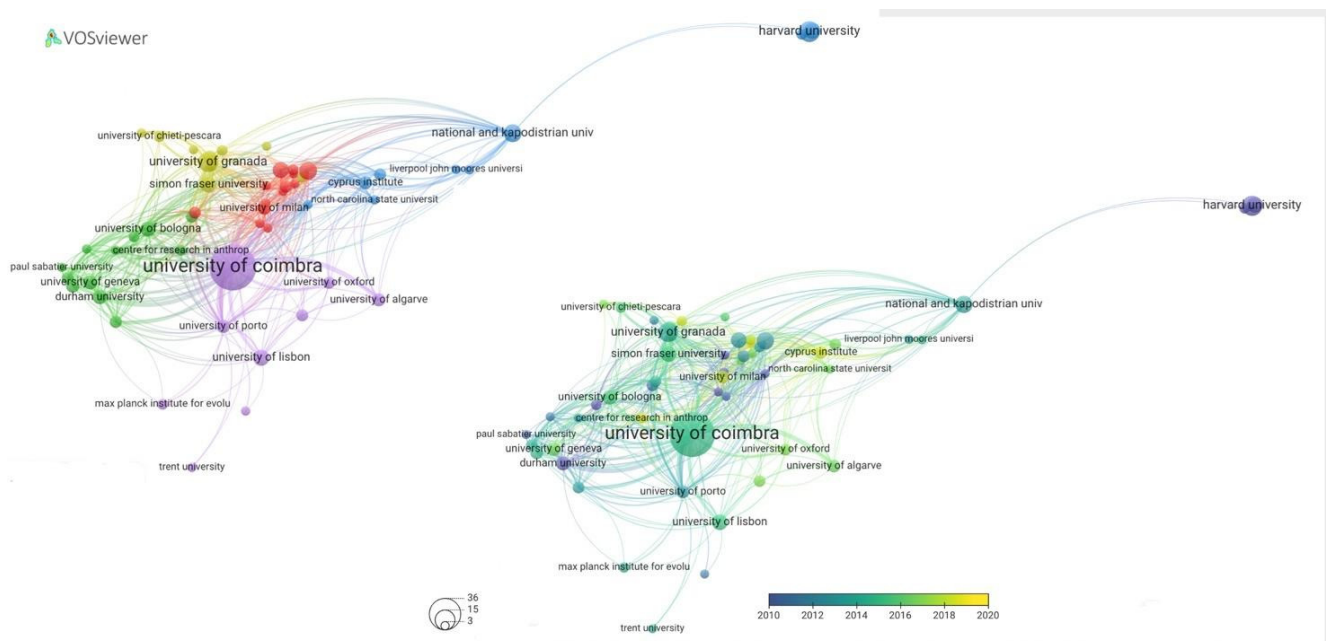 VOSviewer
harvard university
national and kapodistrian univ
university of chieti-pescara
university of granada
liverpool john moores universi
simon fraser university
cyprus institute
north carolina state universit
university of milan
university of bologna
centre for research in anthrop
university of coimbra
paul sabatier university
university of geneva
university of oxford
durham university
university of algarve
university of porto
university of lisbon
max planck institute for evolu
trent university
harvard university
national and kapodistrian univ
university of chieti-pescara
university of granada
liverpool john moores universi
simon fraser university
cyprus institute
north carolina state universit
university of milan
university of bologna
centre for research in anthrop
university of coimbra
paul sabatier university
university of geneva
university of oxford
durham university
university of algarve
university of porto
university of lisbon
max planck institute for evolu
trent university
36
15
3
2010 2012 2014 2016 2018 2020